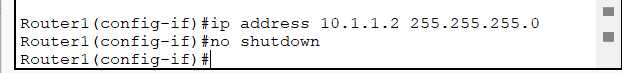 Router1(config-if)#ip address 10.1.1.2 255.255.255.0
Router1(config-if)#no shutdown
Router1(config-if)#